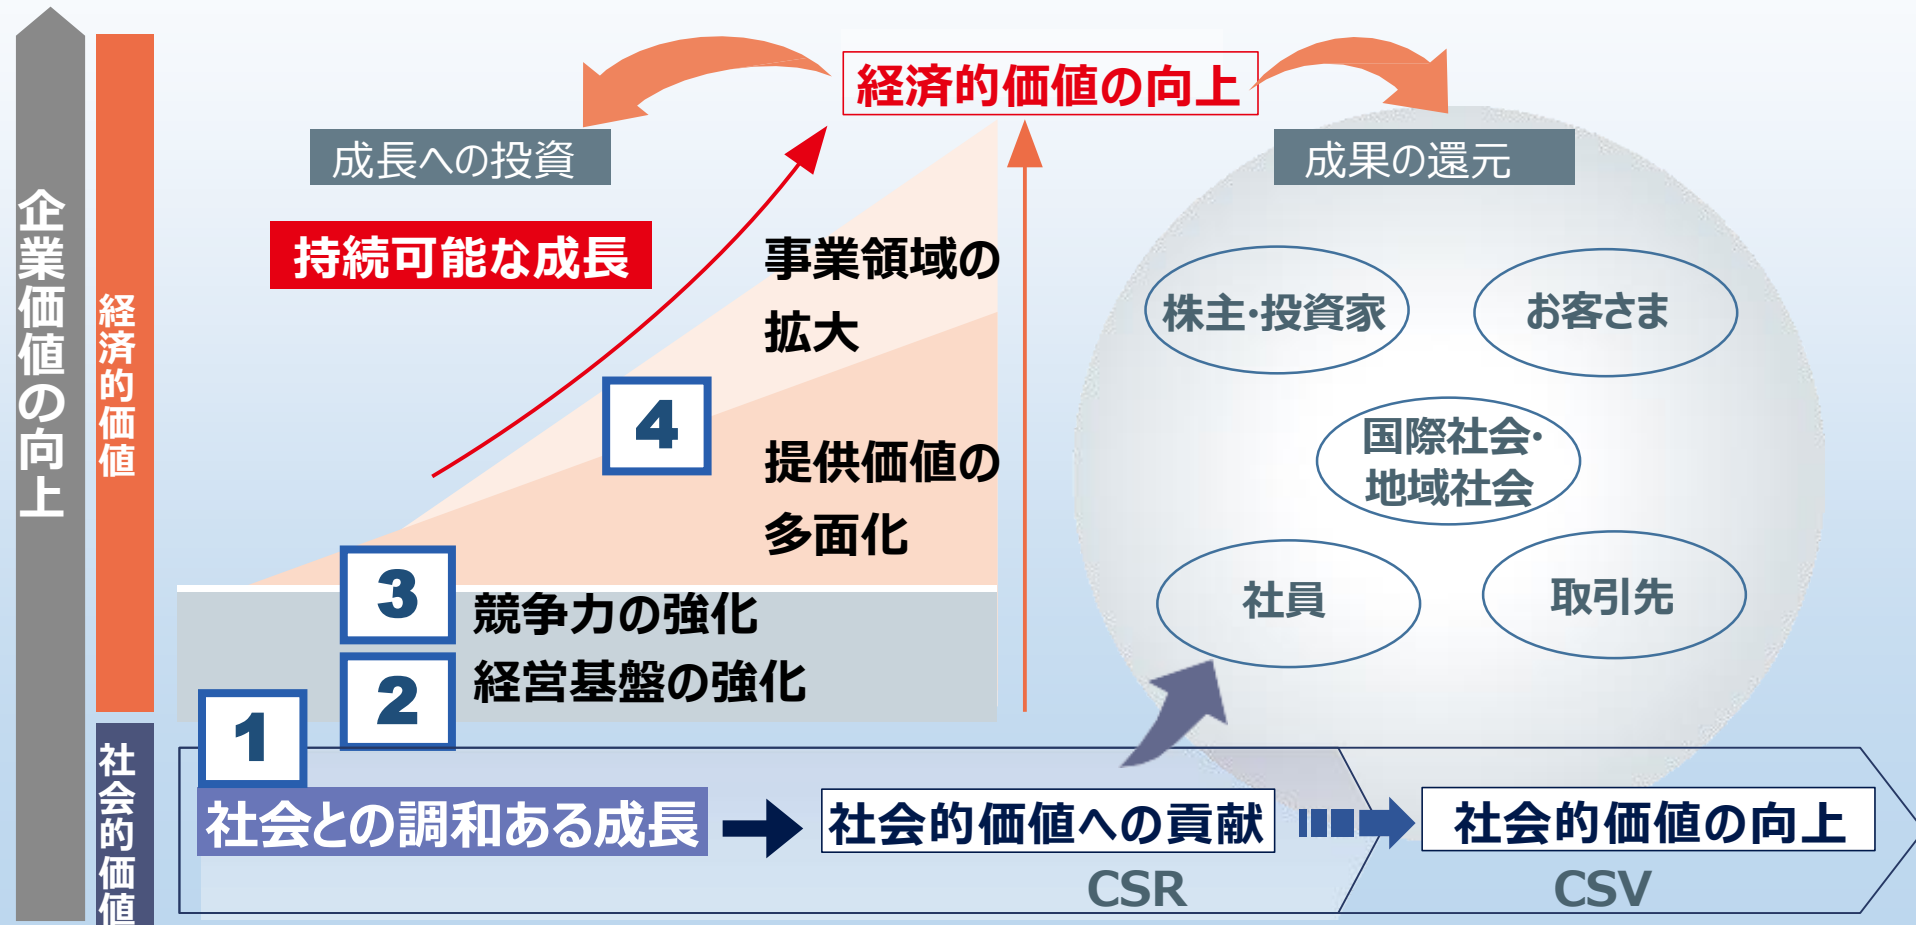 企業価値の向上
経済的価値
社会的価値
経済的価値の向上
成長への投資
成果の還元
持続可能な成長
事業領域の
拡大
4
提供価値の
多面化
3
競争力の強化
2
経営基盤の強化
株主・投資家
お客さま
国際社会・
地域社会
社員
取引先
1
社会との調和ある成長
社会的価値への貢献
社会的価値の向上
CSR
CSV